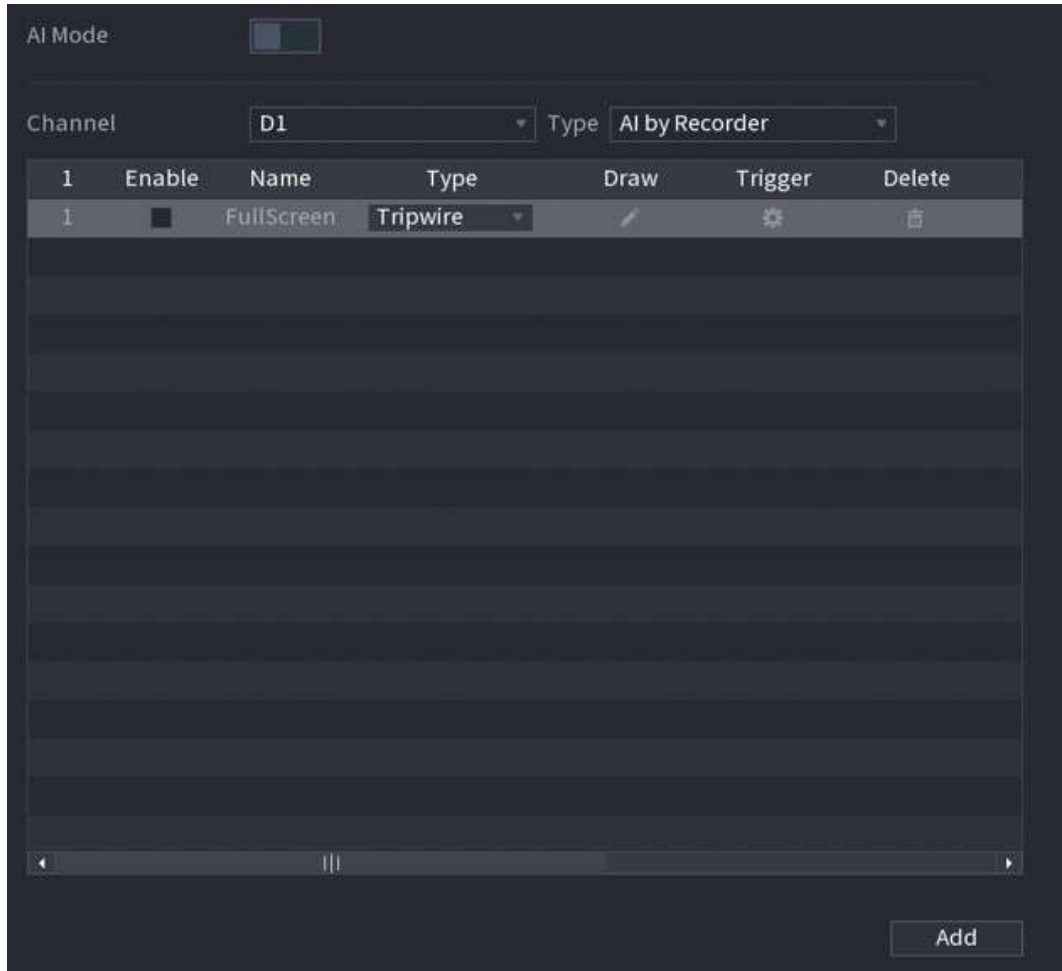 AI Mode
Channel D1 Type AI by Recorder
1 Enable Name Type Draw Trigger Delete
1 FullScreen Tripwire
Add